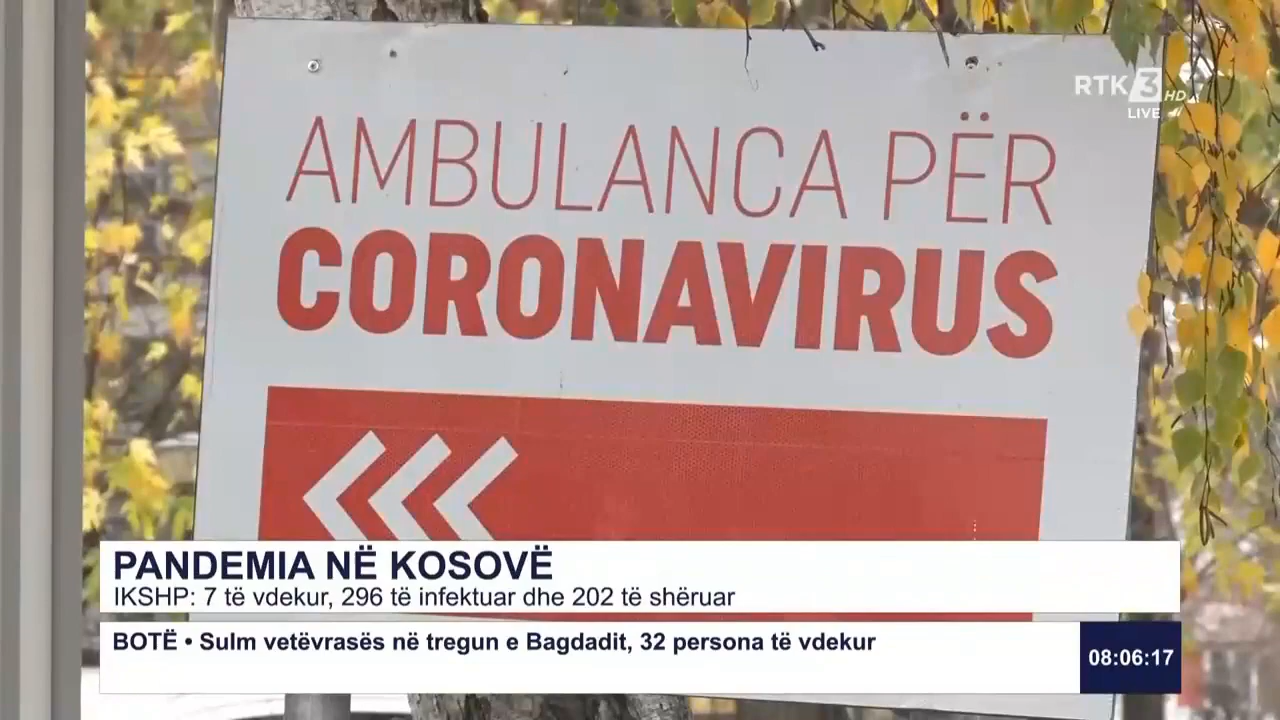 RTK 3 HD
LIVE
AMBULANCA PËR
CORONAVIRUS
PANDEMIA NË KOSOVË
IKSHP: 7 të vdekur, 296 të infektuar dhe 202 të shëruar
BOTË • Sulm vetëvrasës në tregun e Bagdadit, 32 persona të vdekur
08:06:17